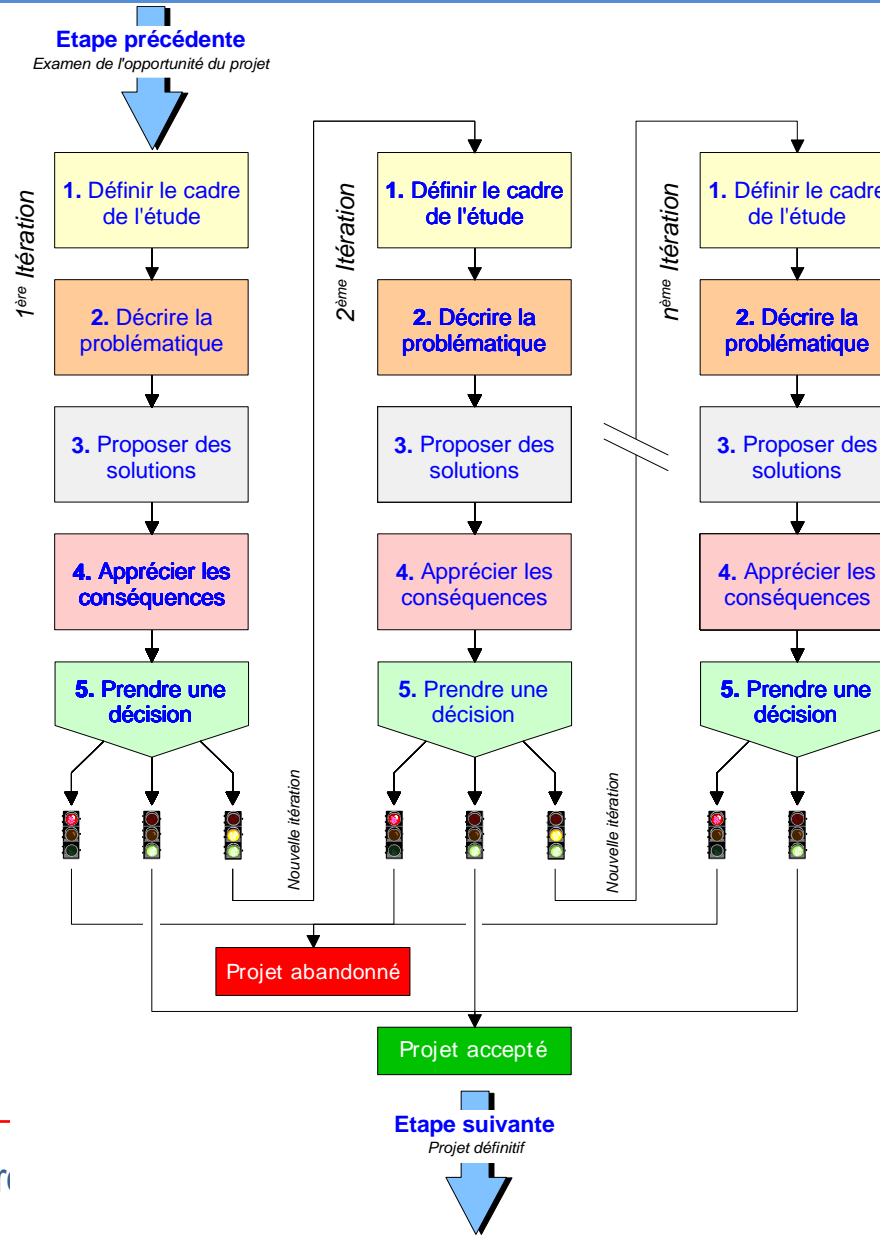 Etape précédente
Examen de l'opportunité du projet
1ère Itération
1. Définir le cadre
de l'étude
2. Décrire la
problématique
3. Proposer des
solutions
4. Apprécier les
conséquences
5. Prendre une
décision
Nouvelle itération
2ème Itération
1. Définir le cadre
de l'étude
2. Décrire la
problématique
3. Proposer des
solutions
4. Apprécier les
conséquences
5. Prendre une
décision
Nouvelle itération
nème Itération
1. Définir le cadre
de l'étude
2. Décrire la
problématique
3. Proposer des
solutions
4. Apprécier les
conséquences
5. Prendre une
décision
Projet abandonné
Projet accepté
Etape suivante
Projet définitif